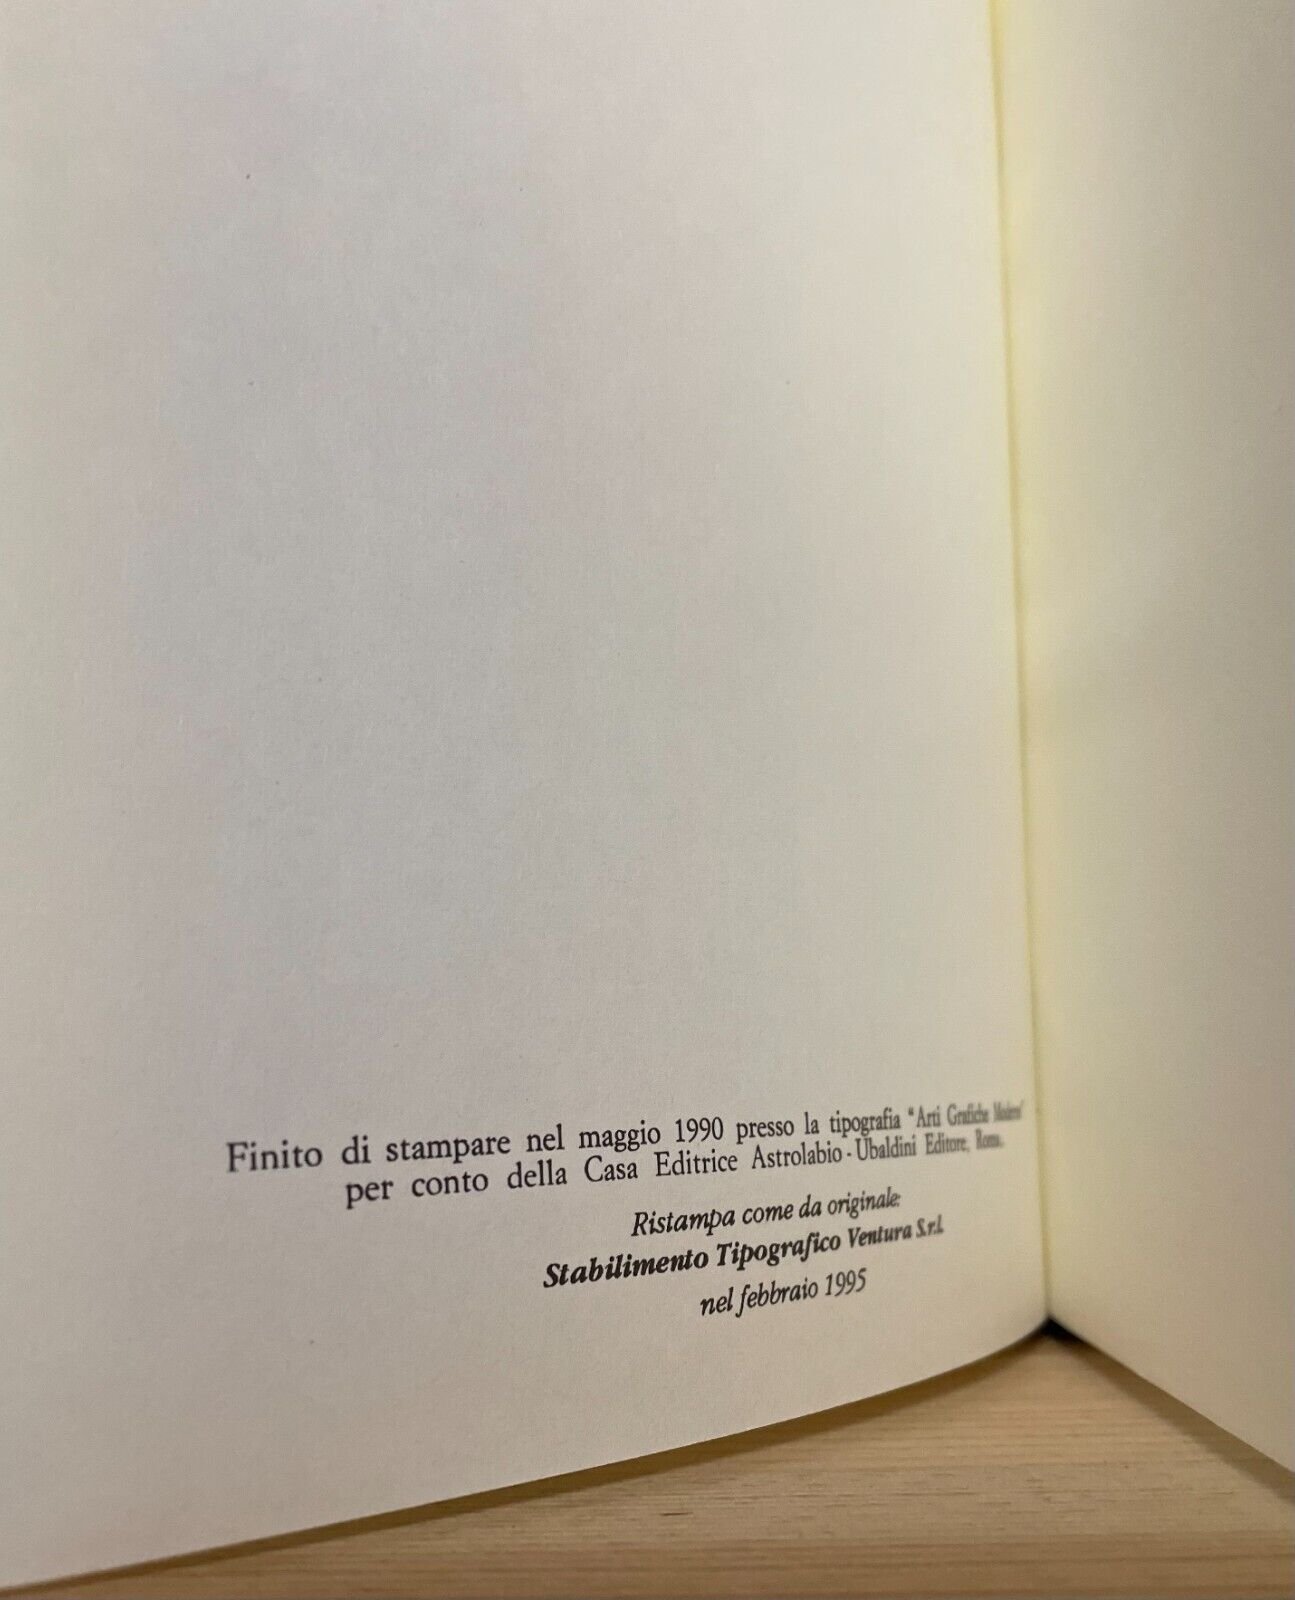 Finito di stampare nel maggio 1990 presso la tipografia "Arti Grafiche Moderne"
per conto della Casa Editrice Astrolabio - Ubaldini Editore, Roma.
Ristampa come da originale:
Stabilimento Tipografico Ventura S.r.l.
nel febbraio 1995